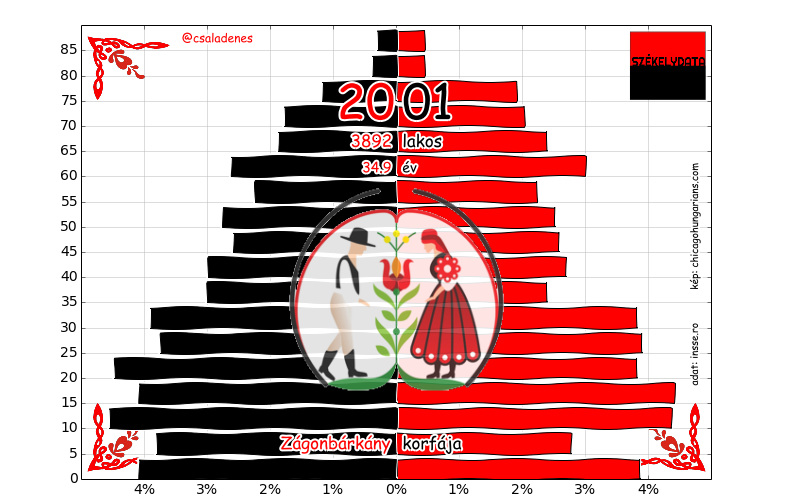 @csaladenes
SZÉKELYDATA
2001
3892 lakos
34.9 év
kép: chicagohungarians.com
adat: insse.ro
Zágonbárkány korfája
85
80
75
70
65
60
55
50
45
40
35
30
25
20
15
10
5
0
4% 3% 2% 1% 0% 1% 2% 3% 4%